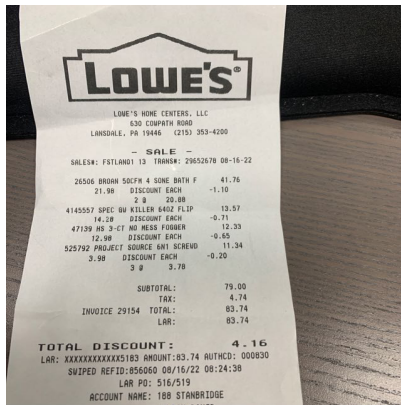 LOWE'S®
LOWE'S HOME CENTERS, LLC
630 COWPATH ROAD
LANSDALE, PA 19446 (215) 353-4200
- SALE -
SALES#: FSTLAN01 13 TRANS#: 29652678 08-16-22
26506 BROAN 50CFM 4 SONE BATH F 41.76
21.98 DISCOUNT EACH -1.10
2 @ 20.88
4145557 SPEC BW KILLER 64OZ FLIP 13.57
14.28 DISCOUNT EACH -0.71
47139 HS 3-CT NO MESS FOGGER 12.33
12.98 DISCOUNT EACH -0.65
525792 PROJECT SOURCE 6N1 SCREWD 11.34
3.98 DISCOUNT EACH -0.20
3 @ 3.78
SUBTOTAL: 79.00
TAX: 4.74
INVOICE 29154 TOTAL: 83.74
LAR: 83.74
TOTAL DISCOUNT: 4.16
LAR: XXXXXXXXXXXX5183 AMOUNT:83.74 AUTHCD: 000830
SWIPED REFID:856060 08/16/22 08:24:38
LAR PO: 516/519
ACCOUNT NAME: 188 STANBRIDGE